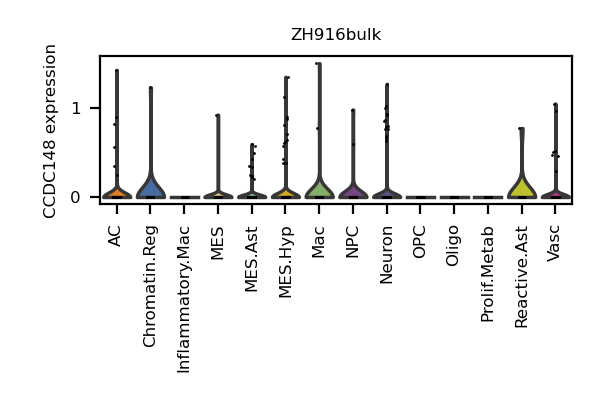 ZH916bulk
CCDC148 expression
1
0
AC
Chromatin.Reg
Inflammatory.Mac
MES
MES.Ast
MES.Hyp
Mac
NPC
Neuron
OPC
Oligo
Prolif.Metab
Reactive.Ast
Vasc